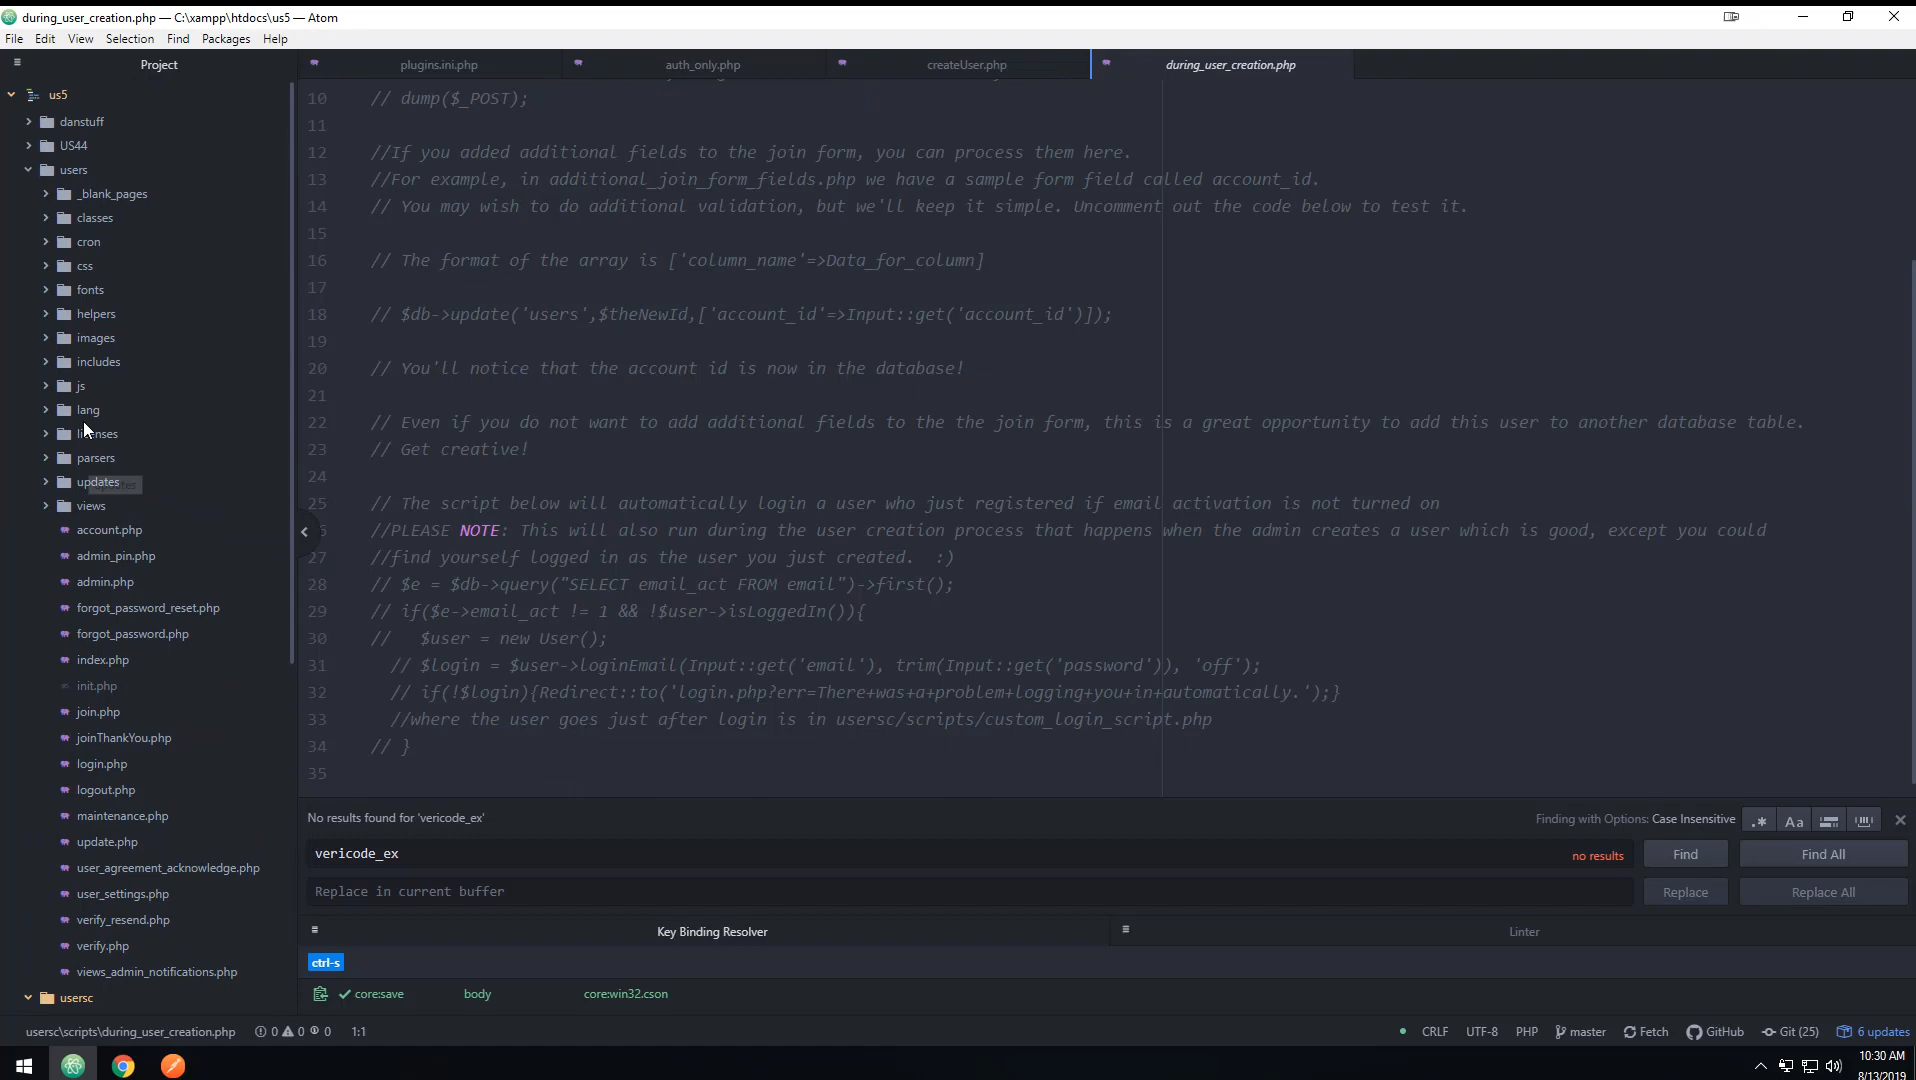 during_user_creation.php — C:\xampp\htdocs\us5 — Atom
File Edit View Selection Find Packages Help
Project
plugins.ini.php
auth_only.php
createUser.php
during_user_creation.php
us5
danstuff
US44
users
_blank_pages
classes
cron
css
fonts
helpers
images
includes
js
lang
licenses
parsers
updates
views
account.php
admin_pin.php
admin.php
forgot_password_reset.php
forgot_password.php
index.php
init.php
join.php
joinThankYou.php
login.php
logout.php
maintenance.php
update.php
user_agreement_acknowledge.php
user_settings.php
verify_resend.php
verify.php
views_admin_notifications.php
usersc
10 // dump($_POST);
11
12 //If you added additional fields to the join form, you can process them here.
13 //For example, in additional_join_form_fields.php we have a sample form field called account_id.
14 // You may wish to do additional validation, but we'll keep it simple. Uncomment out the code below to test it.
15
16 // The format of the array is ['column_name'=>Data_for_column]
17
18 // $db->update('users',$theNewId,['account_id'=>Input::get('account_id')]);
19
20 // You'll notice that the account id is now in the database!
21
22 // Even if you do not want to add additional fields to the the join form, this is a great opportunity to add this user to another database table.
23 // Get creative!
24
25 // The script below will automatically login a user who just registered if email activation is not turned on
//PLEASE NOTE: This will also run during the user creation process that happens when the admin creates a user which is good, except you could
27 //find yourself logged in as the user you just created. :)
28 // $e = $db->query("SELECT email_act FROM email")->first();
29 // if($e->email_act != 1 && !$user->isLoggedIn()){
30 // $user = new User();
31 // $login = $user->loginEmail(Input::get('email'), trim(Input::get('password')), 'off');
32 // if(!$login){Redirect::to('login.php?err=There+was+a+problem+logging+you+in+automatically.');}
33 //where the user goes just after login is in usersc/scripts/custom_login_script.php
34 // }
35
No results found for 'vericode_ex'
Finding with Options: Case Insensitive
.* Aa
vericode_ex
no results
Find
Find All
Replace in current buffer
Replace
Replace All
Key Binding Resolver
Linter
ctrl-s
core:save body core:win32.cson
usersc\scripts\during_user_creation.php 0 0 0 1:1
CRLF UTF-8 PHP master Fetch GitHub Git (25) 6 updates
10:30 AM
8/13/2019